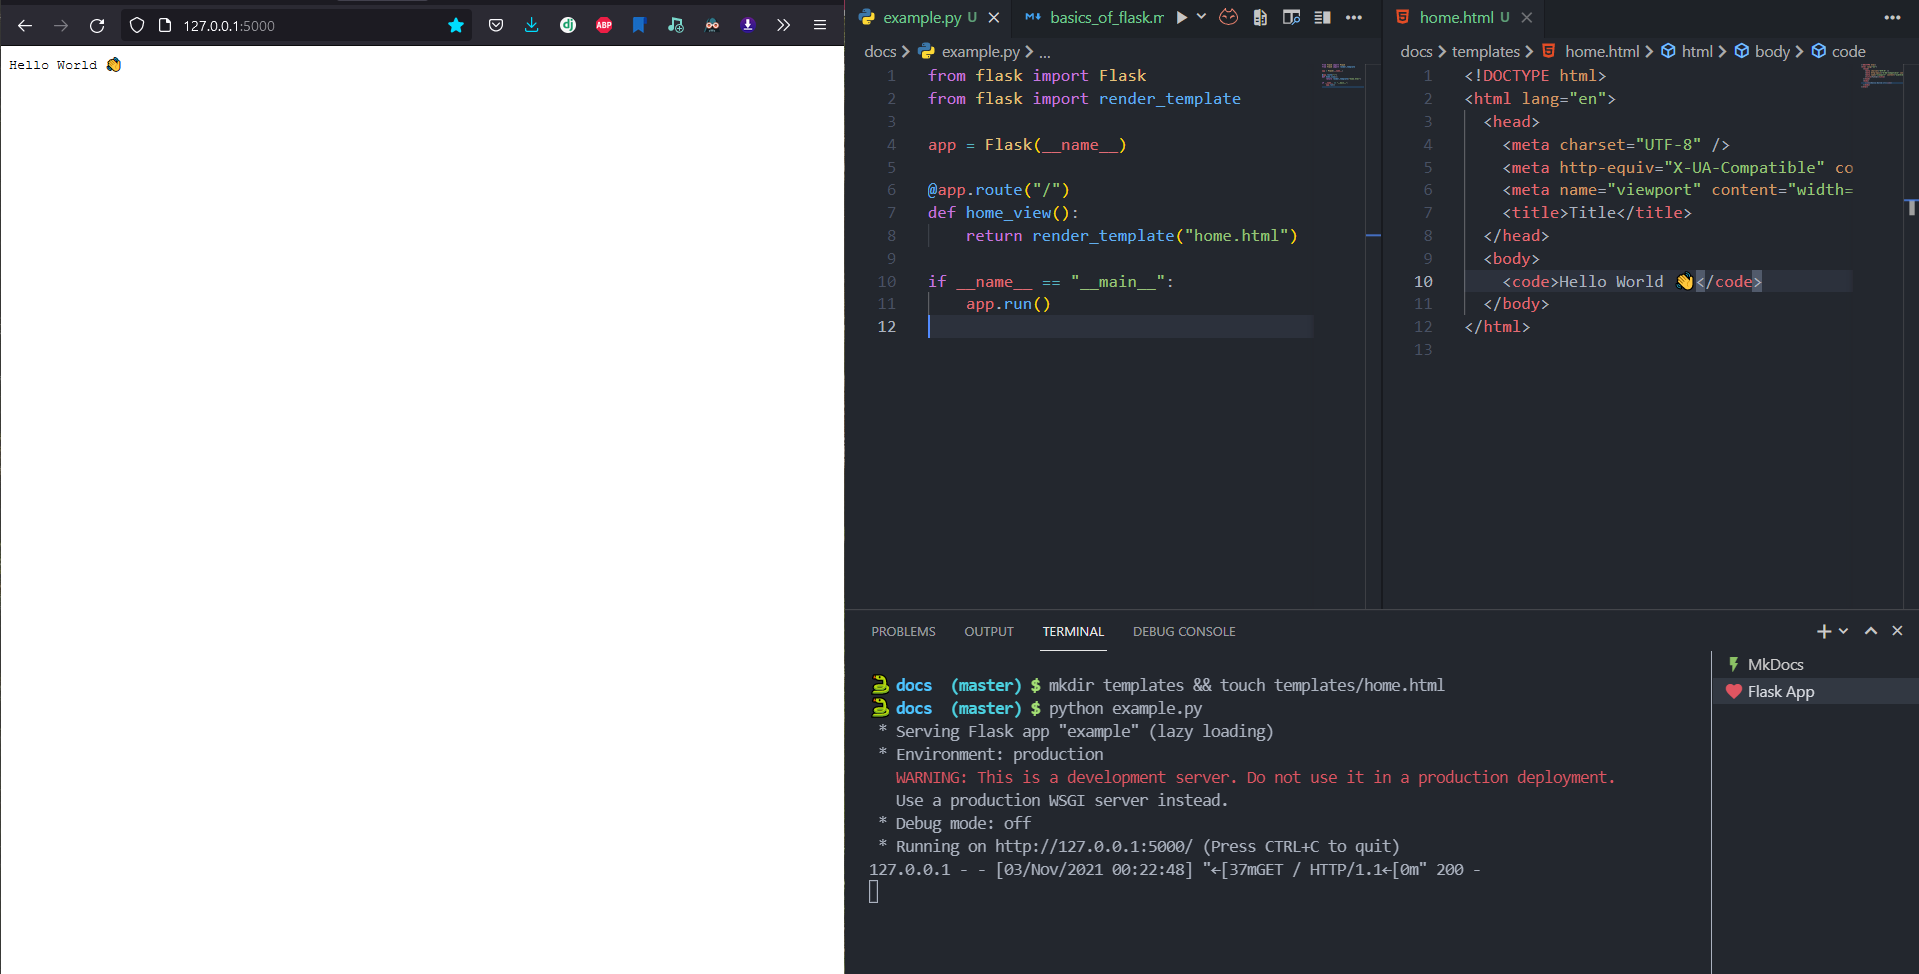 127.0.0.1:5000
ABP
Hello World 👋
example.py U
basics_of_flask.m
docs > example.py > ...
1 from flask import Flask
2 from flask import render_template
3
4 app = Flask(__name__)
5
6 @app.route("/")
7 def home_view():
8 return render_template("home.html")
9
10 if __name__ == "__main__":
11 app.run()
12
home.html U
docs > templates > home.html > html > body > code
1 <!DOCTYPE html>
2 <html lang="en">
3 <head>
4 <meta charset="UTF-8" />
5 <meta http-equiv="X-UA-Compatible" co
6 <meta name="viewport" content="width=
7 <title>Title</title>
8 </head>
9 <body>
10 <code>Hello World 👋</code>
11 </body>
12 </html>
13
PROBLEMS OUTPUT TERMINAL DEBUG CONSOLE
docs (master) $ mkdir templates && touch templates/home.html
docs (master) $ python example.py
* Serving Flask app "example" (lazy loading)
* Environment: production
WARNING: This is a development server. Do not use it in a production deployment.
Use a production WSGI server instead.
* Debug mode: off
* Running on http://127.0.0.1:5000/ (Press CTRL+C to quit)
127.0.0.1 - - [03/Nov/2021 00:22:48] "←[37mGET / HTTP/1.1←[0m" 200 -
MkDocs
Flask App